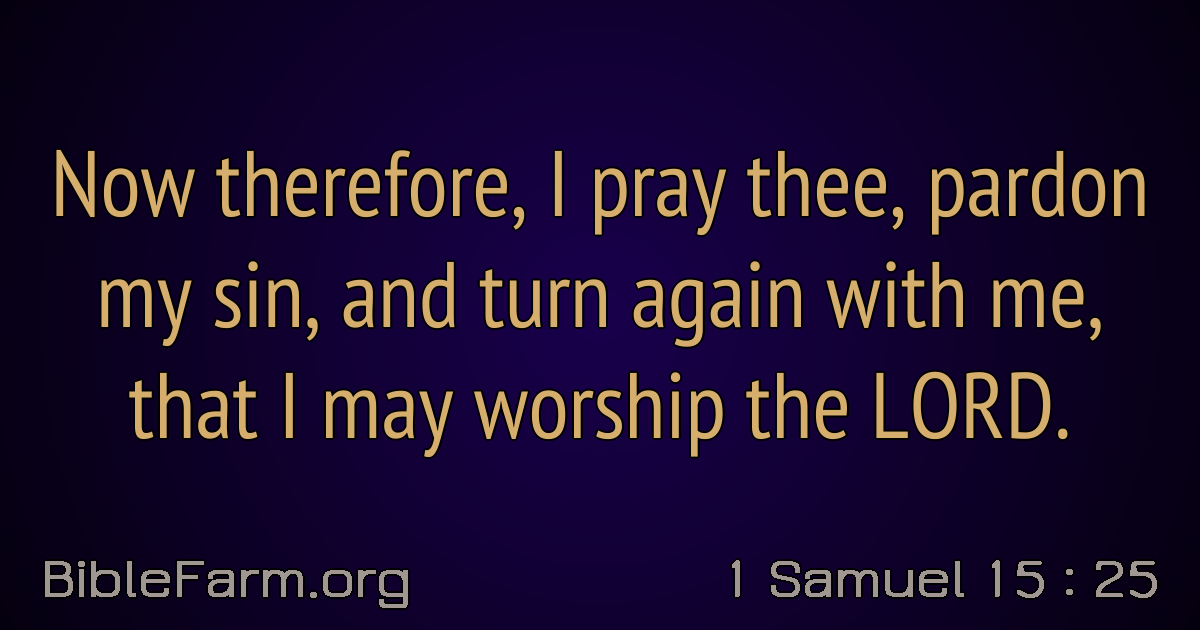 Now therefore, I pray thee, pardon
my sin, and turn again with me,
that I may worship the LORD.
BibleFarm.org
1 Samuel 15 : 25